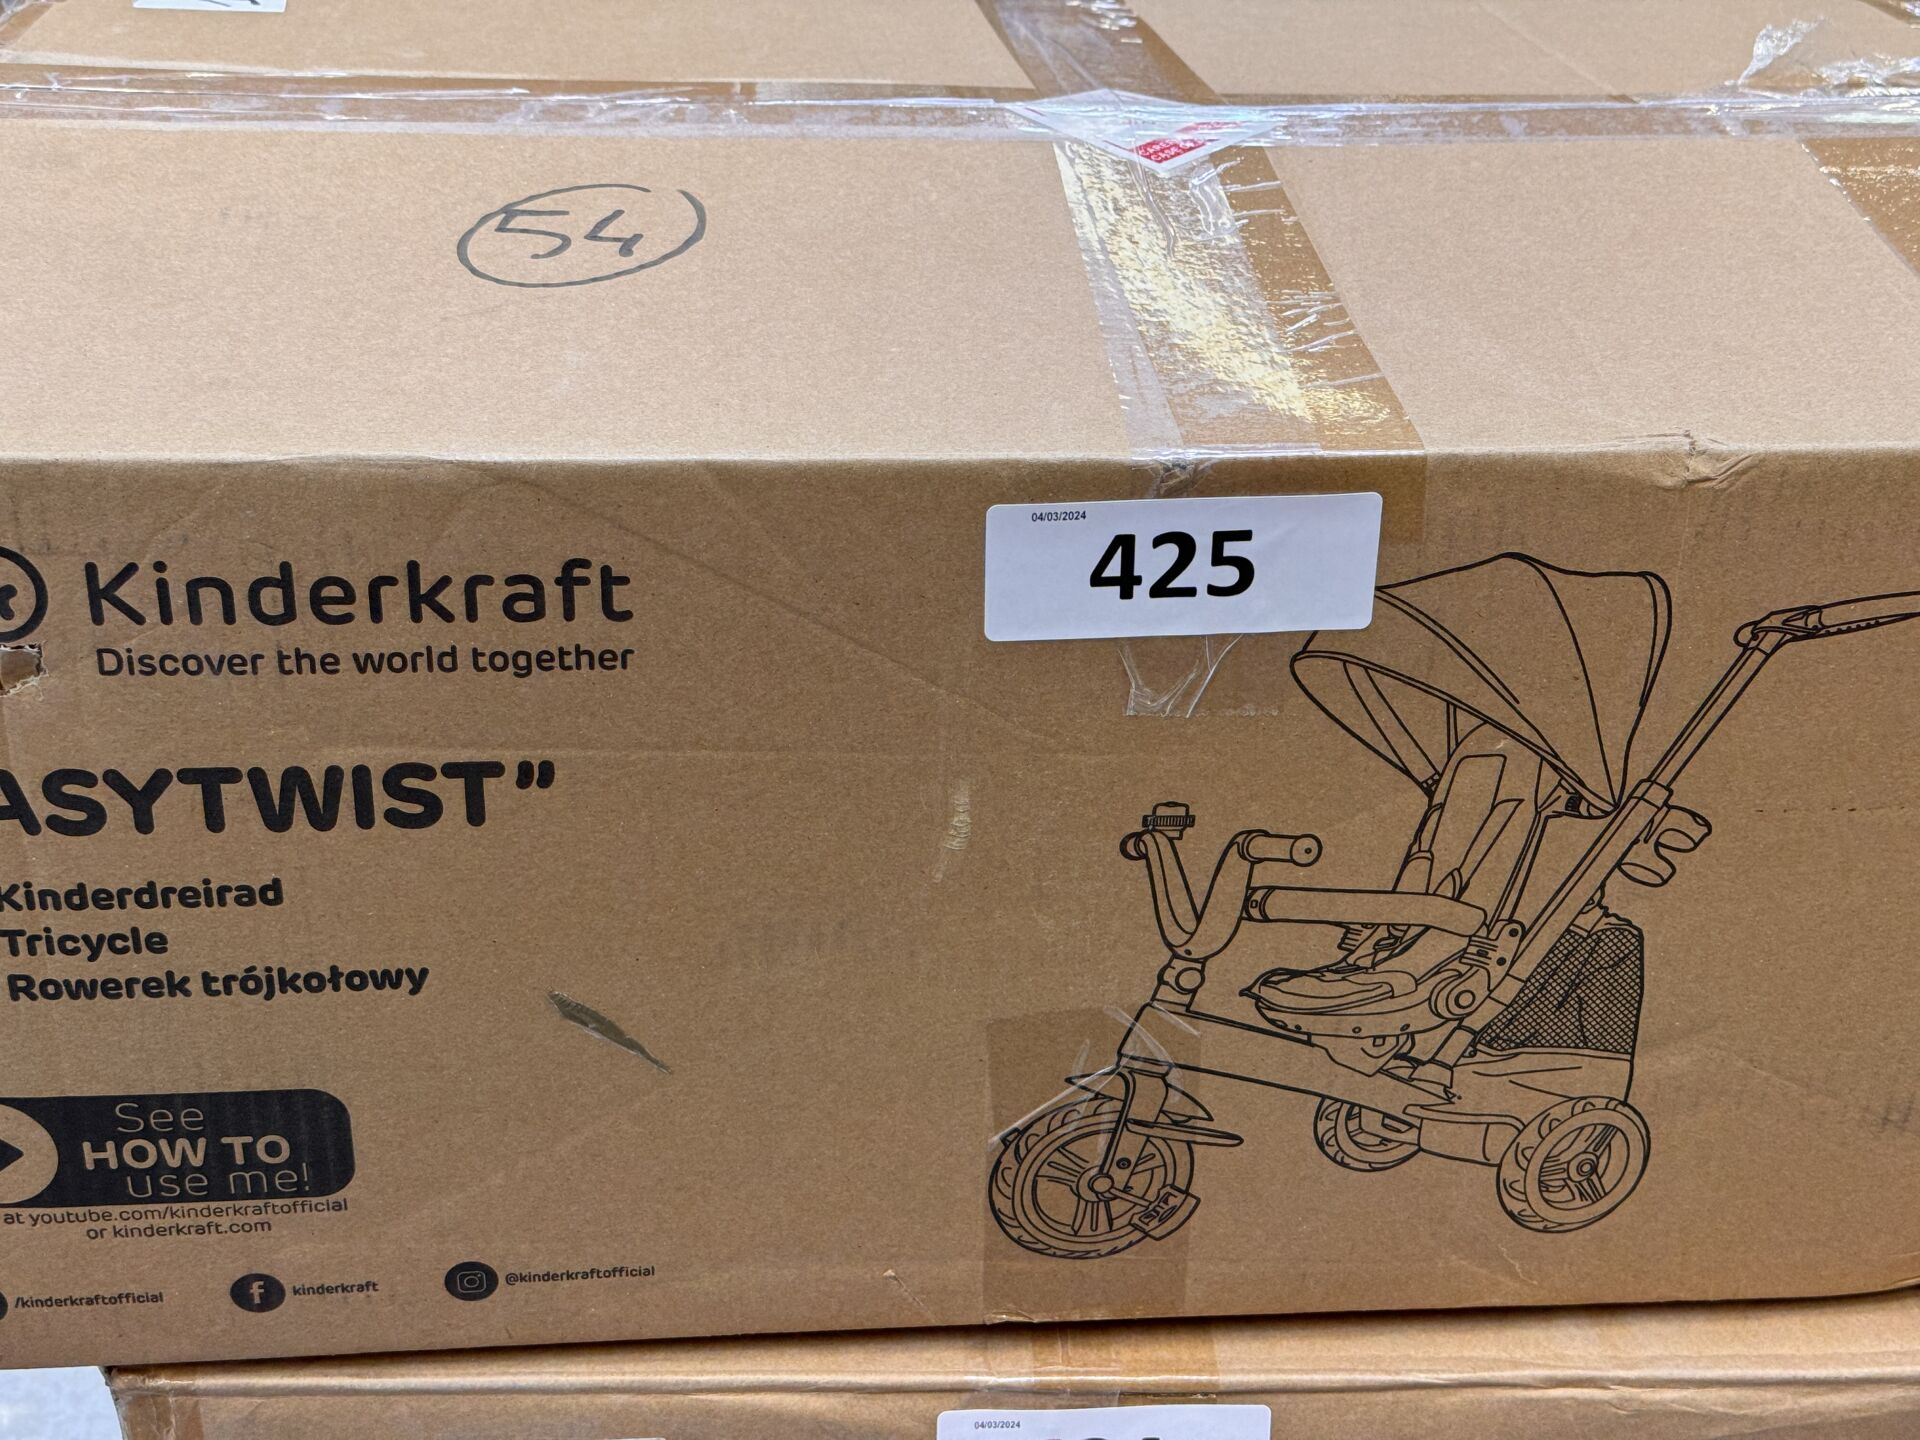 54
04/03/2024
425
Kinderkraft
Discover the world together
ASYTWIST”
Kinderdreirad
Tricycle
Rowerek trójkołowy
See
HOW TO
use me!
at youtube.com/kinderkraftofficial
or kinderkraft.com
/kinderkraftofficial
kinderkraft
@kinderkraftofficial
04/03/2024